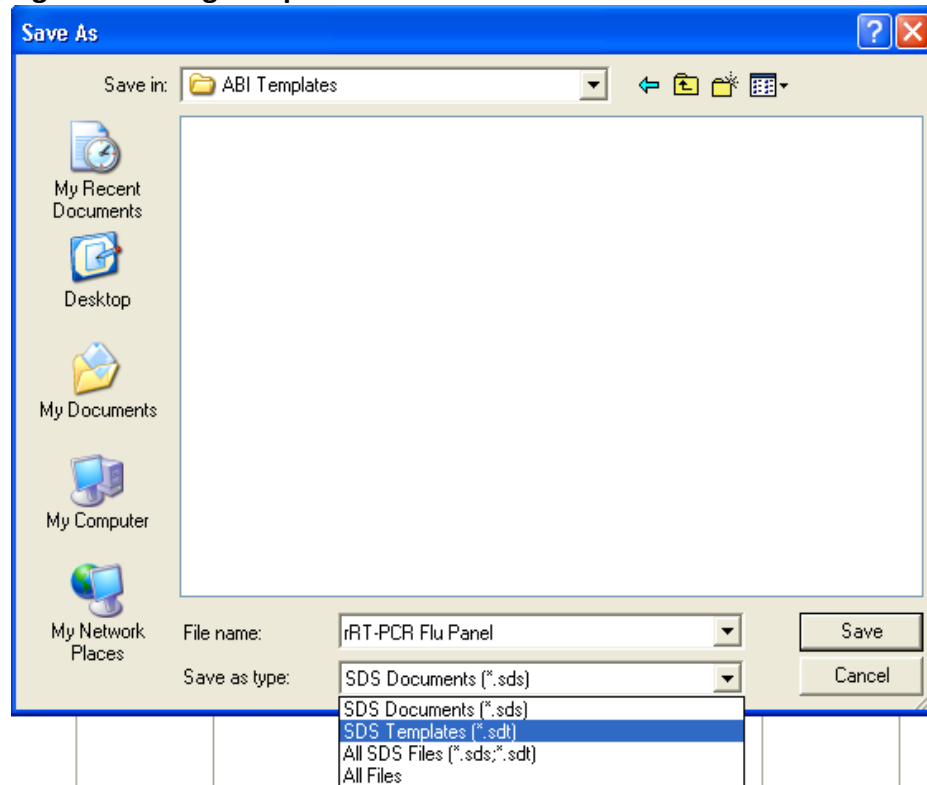 Save As
Save in: ABI Templates
My Recent
Documents
Desktop
My Documents
My Computer
My Network
Places
File name: rRT-PCR Flu Panel Save
Save as type: SDS Documents (*.sds) Cancel
SDS Documents (*.sds)
SDS Templates (*.sdt)
All SDS Files (*.sds;*.sdt)
All Files